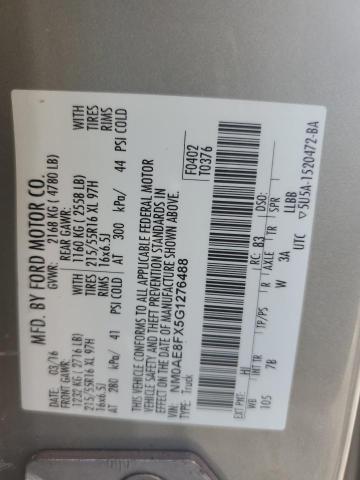 MFD. BY FORD MOTOR CO.
DATE: 03/16 GVWR: 2168 KG ( 4780 LB)
FRONT GAWR: REAR GAWR: WITH
1232 KG (2716 LB) 1160 KG (2558 LB) TIRES
215/55R16 XL 97H WITH TIRES 215/55R16 XL 97H RIMS
16x6.5J RIMS 16x6.5J
AT 280 kPa/ 41 PSI COLD AT 300 kPa/ 44 PSI COLD
THIS VEHICLE CONFORMS TO ALL APPLICABLE FEDERAL MOTOR
VEHICLE SAFETY AND THEFT PREVENTION STANDARDS IN
EFFECT ON THE DATE OF MANUFACTURE SHOWN ABOVE.
VIN: NM0AE8FX5G1276488
TYPE: Truck
F0402
T0376
EXT PNT: HI RC: B3 DSO:
WB INT TR TP/PS R AXLE TR SPR
105 7B W 3A LLBB
UTC 5U5A-1520472-BA